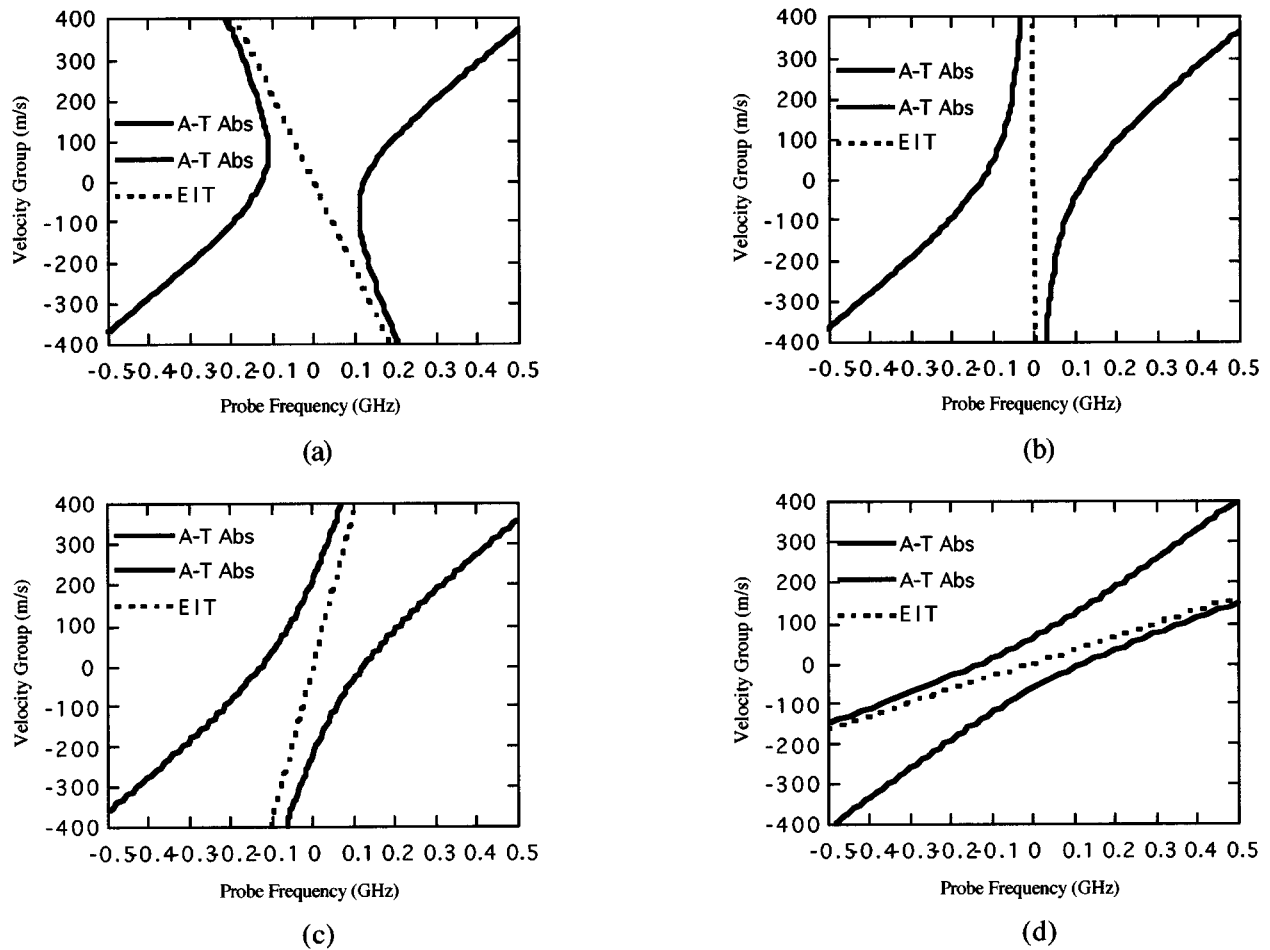 400
300
200
100
0
-100
-200
-300
-400
Velocity Group (m/s)
A-T Abs
A-T Abs
EIT
-0.5-0.4-0.3-0.2-0.1 0 0.1 0.2 0.3 0.4 0.5
Probe Frequency (GHz)
(a)
400
300
200
100
0
-100
-200
-300
-400
Velocity Group (m/s)
A-T Abs
A-T Abs
EIT
-0.5-0.4-0.3-0.2-0.1 0 0.1 0.2 0.3 0.4 0.5
Probe Frequency (GHz)
(b)
400
300
200
100
0
-100
-200
-300
-400
Velocity Group (m/s)
A-T Abs
A-T Abs
EIT
-0.5-0.4-0.3-0.2-0.1 0 0.1 0.2 0.3 0.4 0.5
Probe Frequency (GHz)
(c)
400
300
200
100
0
-100
-200
-300
-400
Velocity Group (m/s)
A-T Abs
A-T Abs
EIT
-0.5-0.4-0.3-0.2-0.1 0 0.1 0.2 0.3 0.4 0.5
Probe Frequency (GHz)
(d)